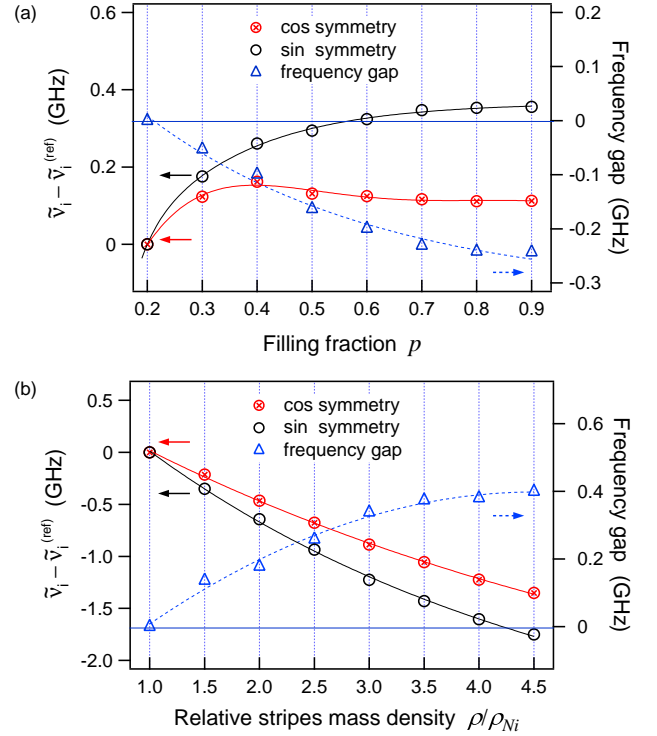 (a)
cos symmetry
sin symmetry
frequency gap
ṽi − ṽi(ref) (GHz)
0.6
0.4
0.2
0
0.2
0.1
0
-0.1
-0.2
-0.3
Frequency gap (GHz)
0.2 0.3 0.4 0.5 0.6 0.7 0.8 0.9
Filling fraction p
(b)
cos symmetry
sin symmetry
frequency gap
ṽi − ṽi(ref) (GHz)
0.5
0
-0.5
-1.0
-1.5
-2.0
0.6
0.4
0.2
0
Frequency gap (GHz)
1.0 1.5 2.0 2.5 3.0 3.5 4.0 4.5
Relative stripes mass density ρ/ρNi